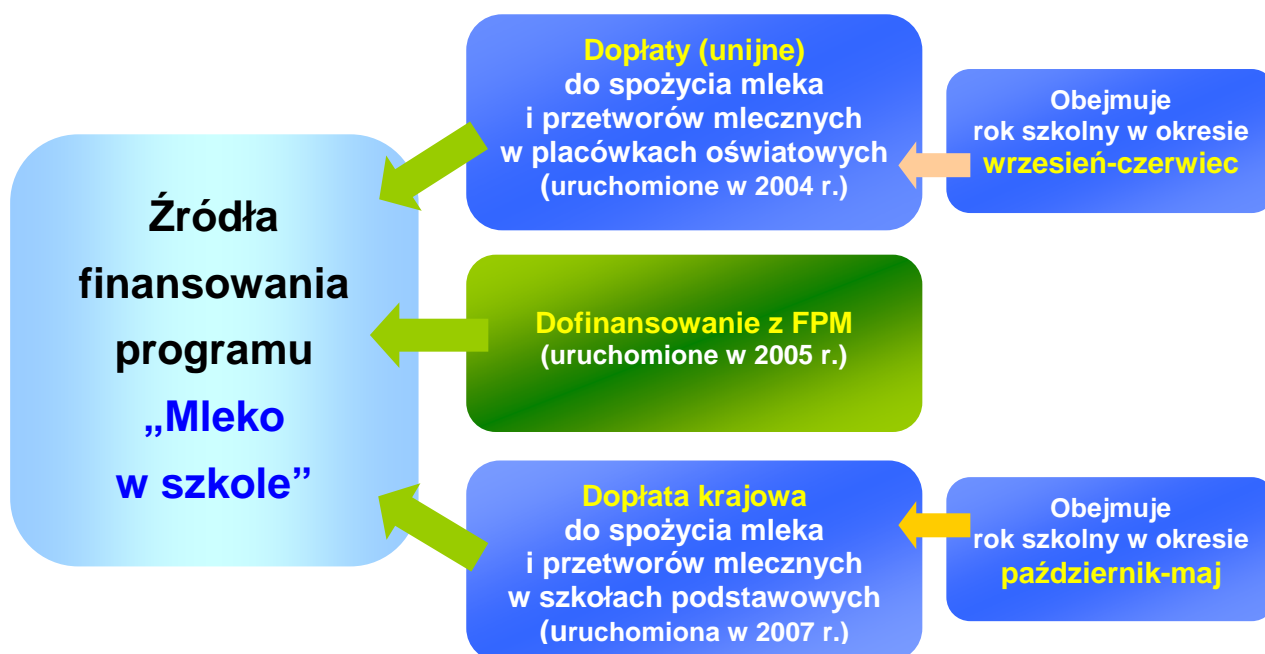 Źródła
finansowania
programu
„Mleko
w szkole”
Dopłaty (unijne)
do spożycia mleka
i przetworów mlecznych
w placówkach oświatowych
(uruchomione w 2004 r.)
Obejmuje
rok szkolny w okresie
wrzesień-czerwiec
Dofinansowanie z FPM
(uruchomione w 2005 r.)
Dopłata krajowa
do spożycia mleka
i przetworów mlecznych
w szkołach podstawowych
(uruchomiona w 2007 r.)
Obejmuje
rok szkolny w okresie
październik-maj